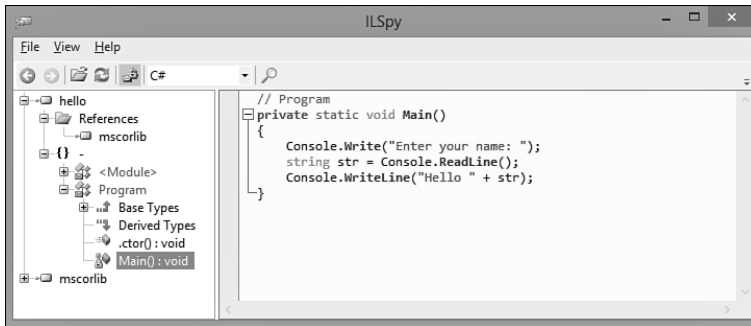 ILSpy
File View Help
C#
hello
References
mscorlib
{} -
<Module>
Program
Base Types
Derived Types
.ctor() : void
Main() : void
mscorlib
// Program
private static void Main()
{
Console.Write("Enter your name: ");
string str = Console.ReadLine();
Console.WriteLine("Hello " + str);
}